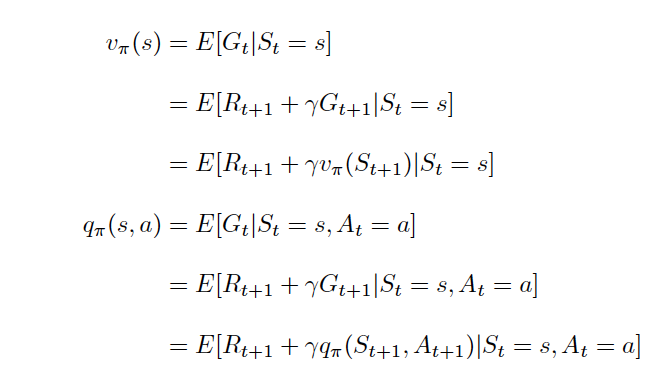 v_π(s) = E[G_t|S_t = s]
= E[R_{t+1} + γG_{t+1}|S_t = s]
= E[R_{t+1} + γv_π(S_{t+1})|S_t = s]
q_π(s, a) = E[G_t|S_t = s, A_t = a]
= E[R_{t+1} + γG_{t+1}|S_t = s, A_t = a]
= E[R_{t+1} + γq_π(S_{t+1}, A_{t+1})|S_t = s, A_t = a]